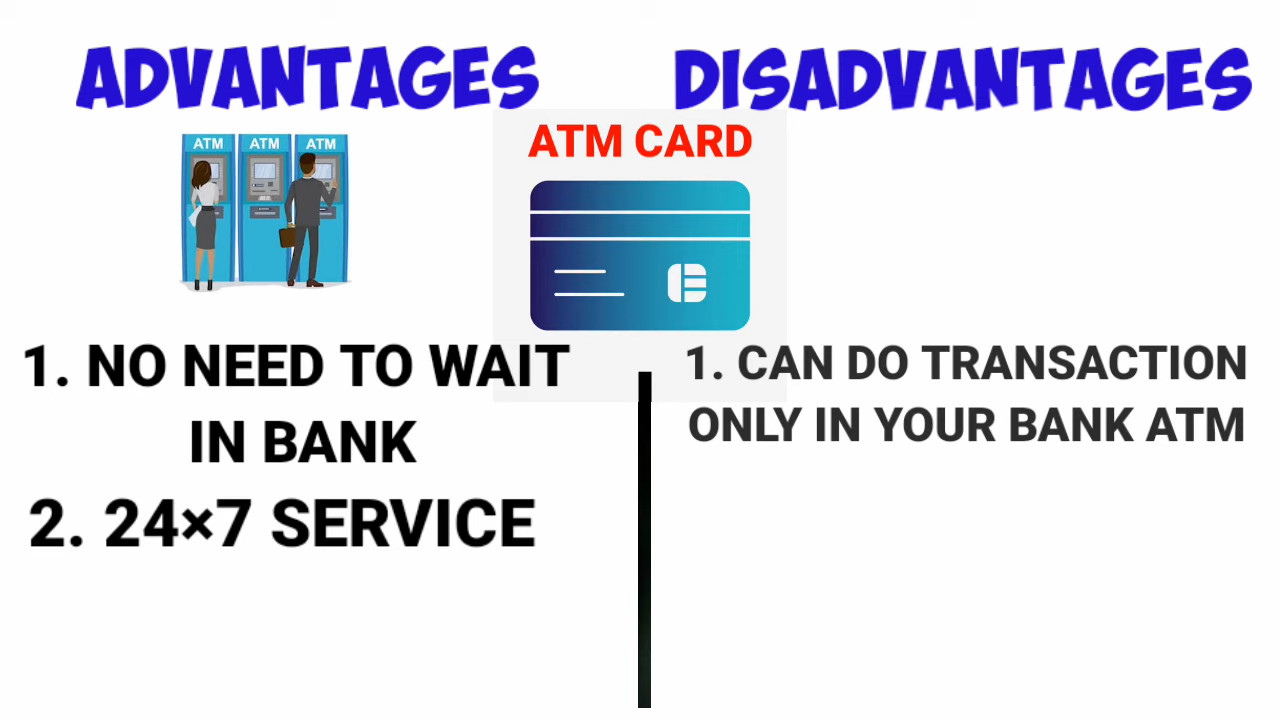 ADVANTAGES
DISADVANTAGES
ATM CARD
ATM ATM ATM
1. NO NEED TO WAIT
IN BANK
2. 24×7 SERVICE
1. CAN DO TRANSACTION
ONLY IN YOUR BANK ATM